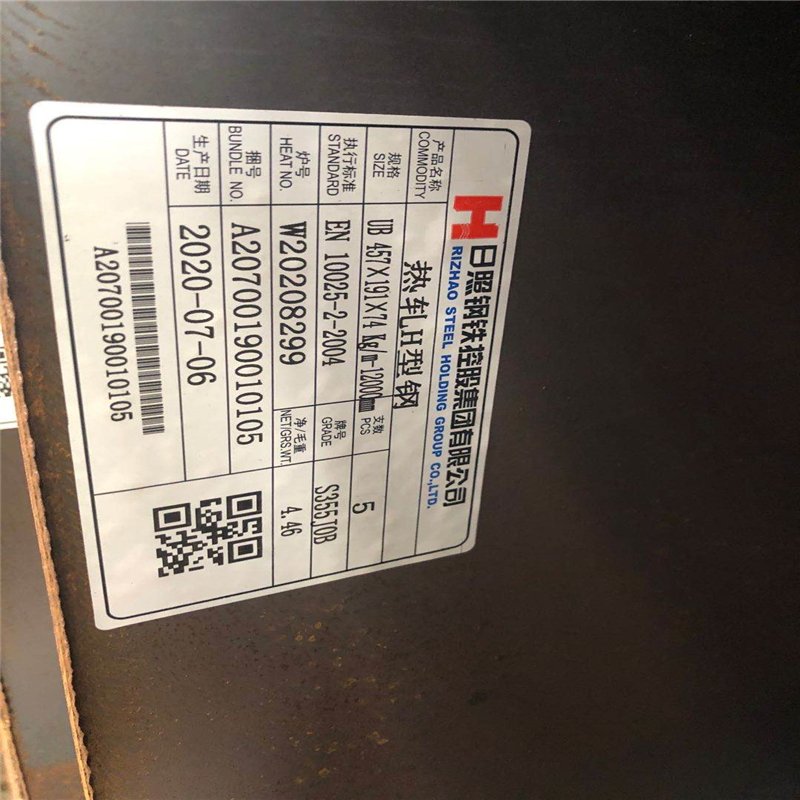 日照钢铁控股集团有限公司
RIZHAO STEEL HOLDING GROUP CO.,LTD.
产品名称 热轧H型钢
COMMODITY
规格 UB 457X191X74 Kg/m-12000mm 支数 5
SIZE PCS
执行标准 EN 10025-2-2004 牌号 S355J0B
STANDARD GRADE
炉号 W20208299 净/毛重 4.46
HEAT NO. NET/GRS.WT.
捆号 A20700190010105
BUNDLE NO.
生产日期 2020-07-06
DATE
A20700190010105